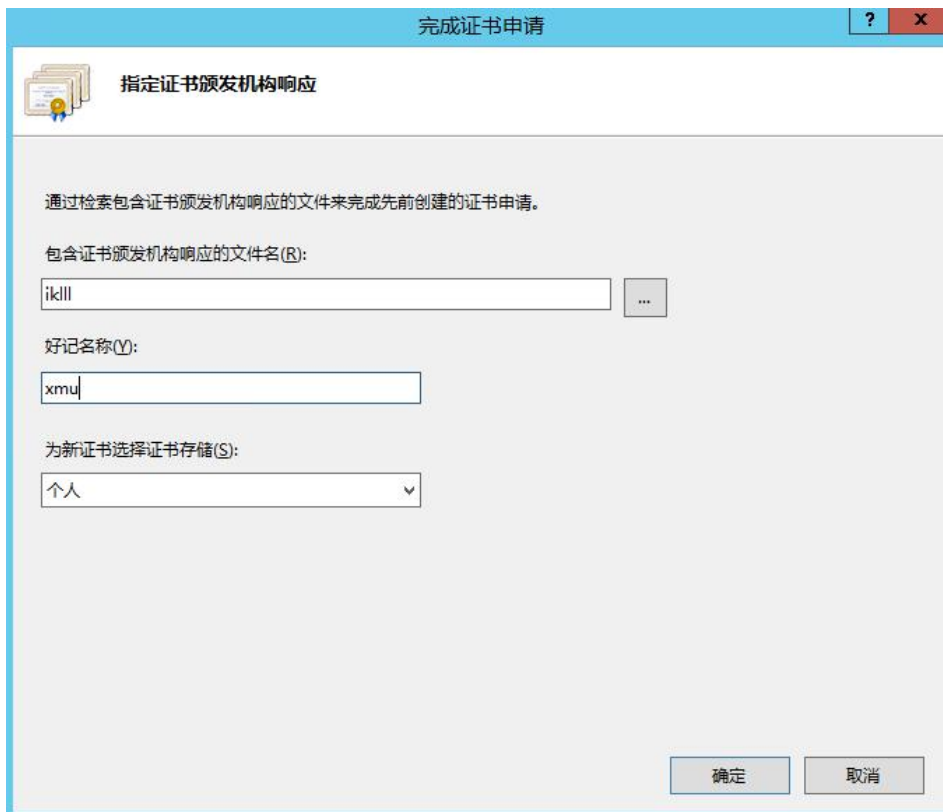 完成证书申请
?
x
指定证书颁发机构响应
通过检索包含证书颁发机构响应的文件来完成先前创建的证书申请。
包含证书颁发机构响应的文件名(R):
iklll
...
好记名称(Y):
xmu
为新证书选择证书存储(S):
个人
确定
取消